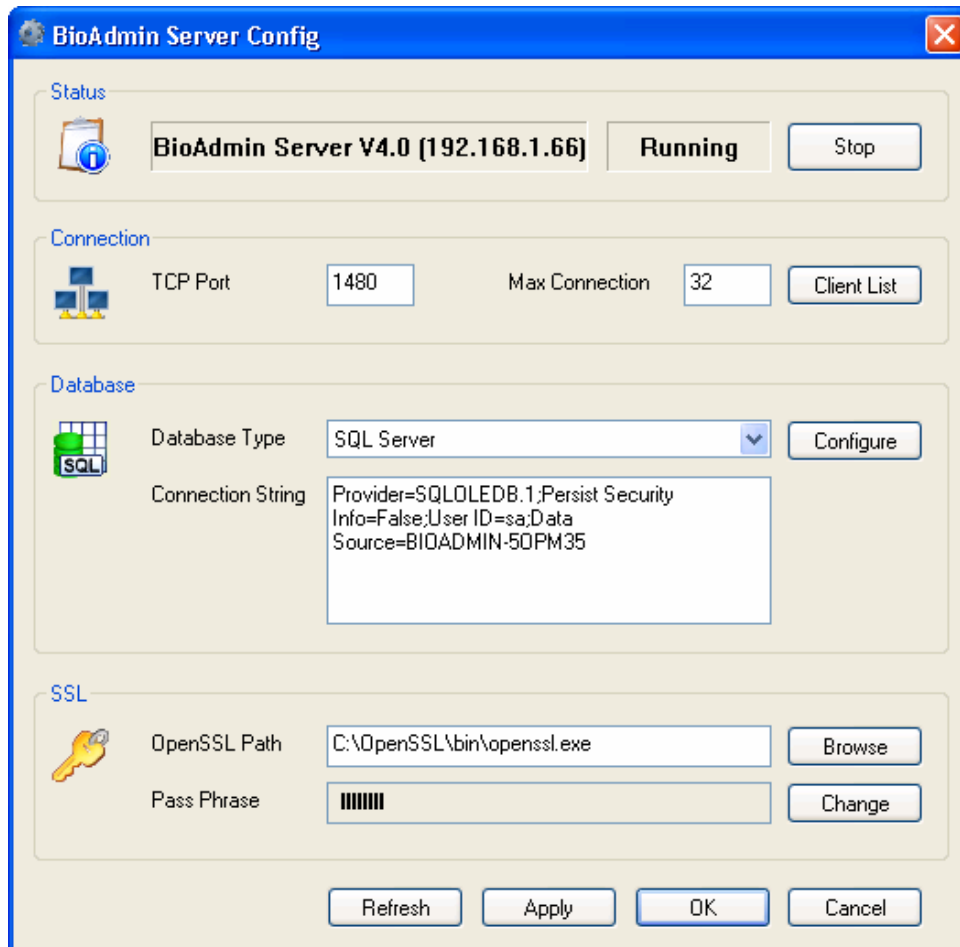 BioAdmin Server Config
Status
BioAdmin Server V4.0 (192.168.1.66) Running Stop
Connection
TCP Port 1480 Max Connection 32 Client List
Database
Database Type SQL Server Configure
SQL
Connection String Provider=SQLOLEDB.1;Persist Security
Info=False;User ID=sa;Data
Source=BIOADMIN-5OPM35
SSL
OpenSSL Path C:\OpenSSL\bin\openssl.exe Browse
Pass Phrase Change
Refresh Apply OK Cancel